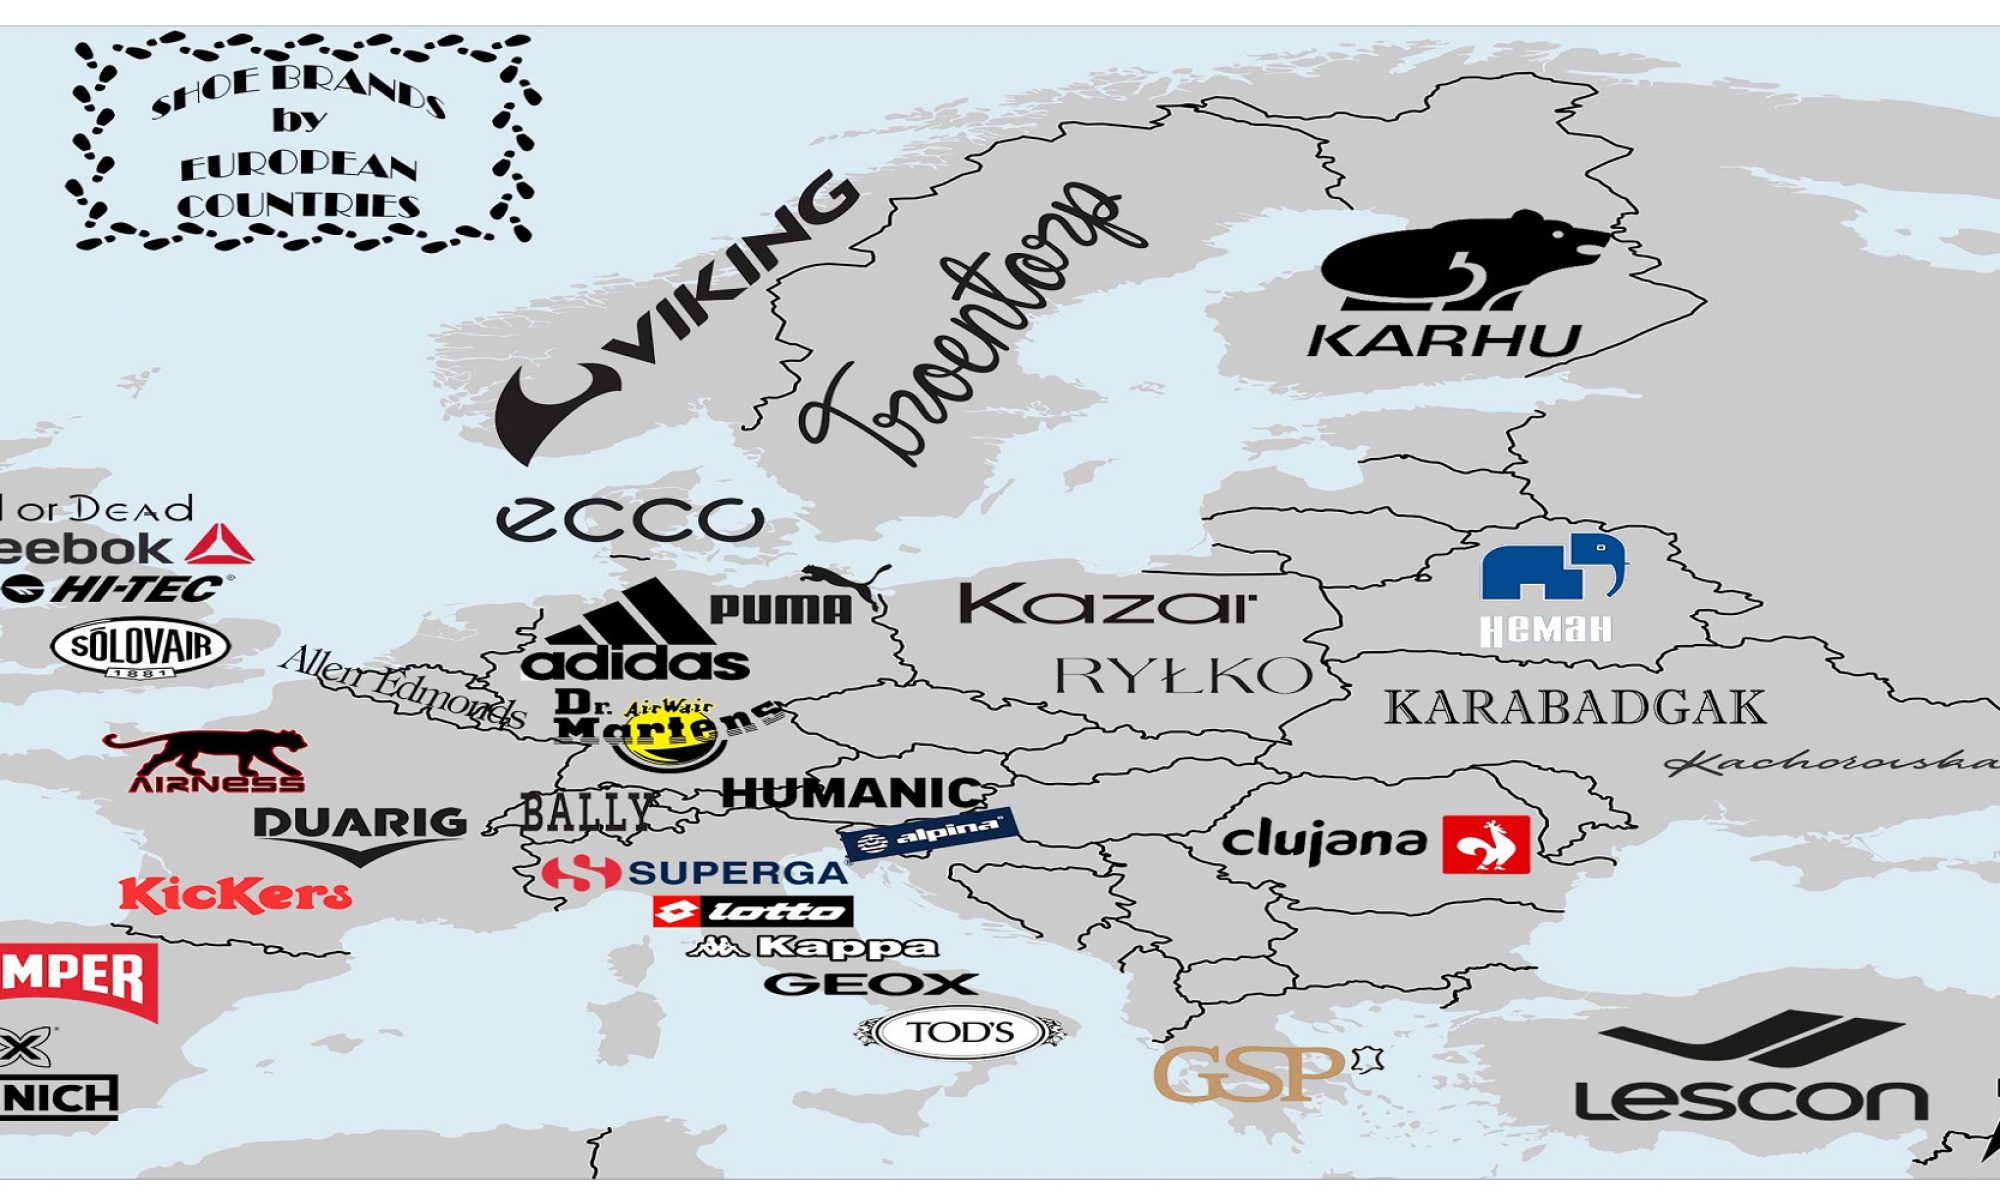 SHOE BRANDS
by
EUROPEAN
COUNTRIES
VIKING
Troentorp
KARHU
or DEAD
eebok
HI-TEC®
SOLOVAIR
1881
ecco
PUMA
adidas
Dr. AirWair
Martens
Allen Edmonds
Kazar
RYŁKO
неман
KARABADGAK
Kachorovska
AIRNESS
DUARIG
KicKers
BALLY
HUMANIC
alpina®
clujana
SUPERGA®
lotto
Kappa
GEOX
TOD'S
MPER
NICH
GSP
LESCON